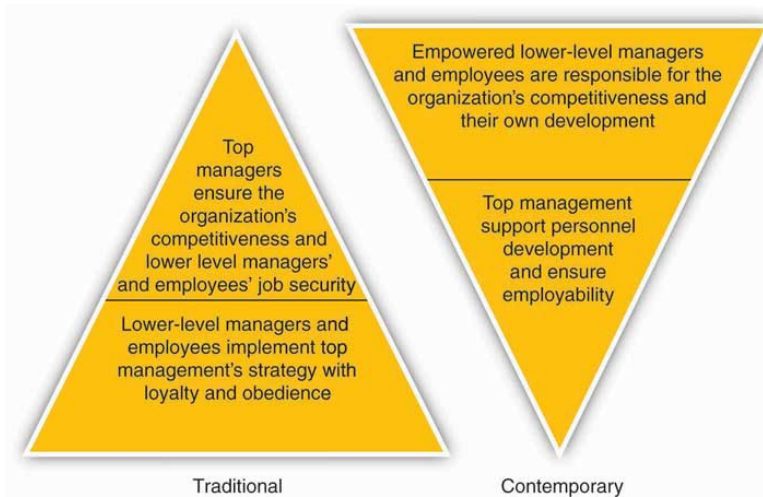 Top
managers
ensure the
organization's
competitiveness and
lower level managers'
and employees' job security
Lower-level managers and
employees implement top
management's strategy with
loyalty and obedience
Traditional
Empowered lower-level managers
and employees are responsible for the
organization's competitiveness and
their own development
Top management
support personnel
development
and ensure
employability
Contemporary